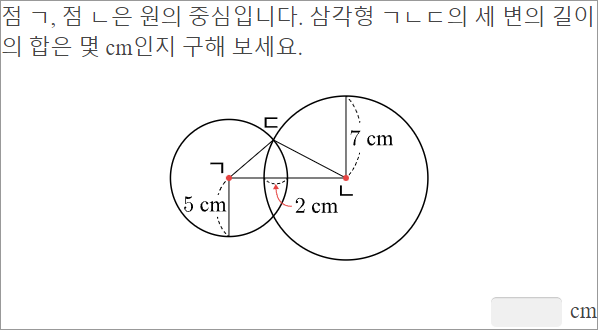 점 ㄱ, 점 ㄴ은 원의 중심입니다. 삼각형 ㄱㄴㄷ의 세 변의 길이
의 합은 몇 cm인지 구해 보세요.
ㄷ
7 cm
ㄱ
ㄴ
5 cm
2 cm
cm